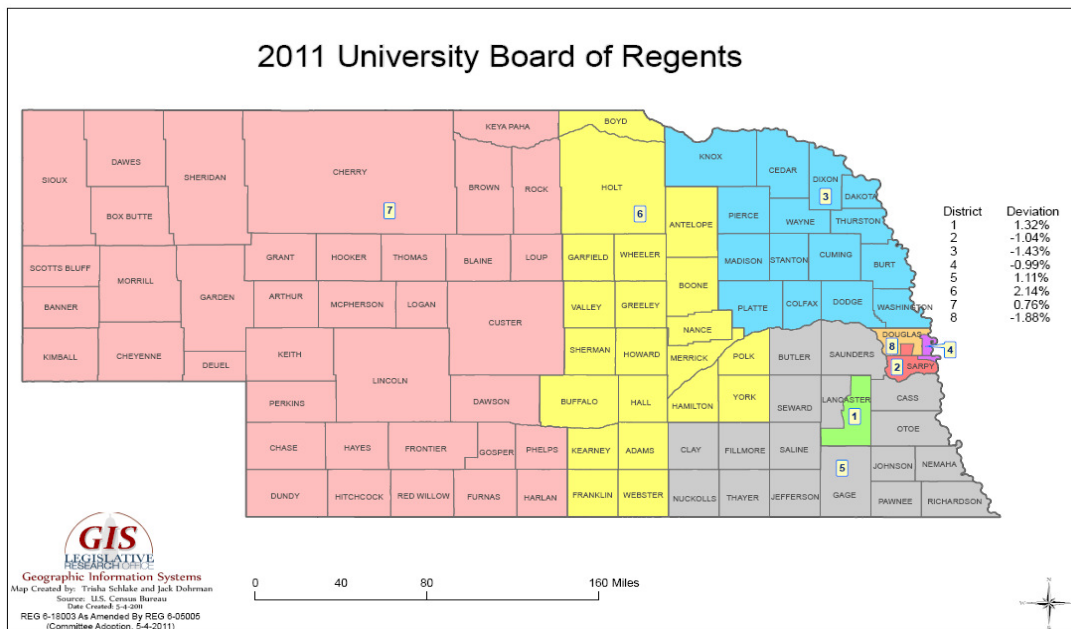 2011 University Board of Regents
BOYD
KEYA PAHA
KNOX
DAWES
CEDAR
CHERRY
SIOUX
SHERIDAN
DIXON
BROWN
ROCK
HOLT
DAKOTA
3
7
6
BOX BUTTE
PIERCE
WAYNE
THURSTON
ANTELOPE
GRANT
HOOKER
THOMAS
BLAINE
LOUP
GARFIELD
WHEELER
MADISON
STANTON
CUMING
SCOTTS BLUFF
BURT
MORRILL
GARDEN
ARTHUR
BOONE
BANNER
MCPHERSON
LOGAN
VALLEY
GREELEY
PLATTE
COLFAX
DODGE
WASHINGTON
CUSTER
NANCE
DOUGLAS
8
4
KIMBALL
CHEYENNE
KEITH
SHERMAN
HOWARD
MERRICK
POLK
BUTLER
SAUNDERS
DEUEL
2
SARPY
LINCOLN
PERKINS
DAWSON
BUFFALO
HALL
HAMILTON
YORK
SEWARD
LANCASTER
CASS
1
OTOE
CHASE
HAYES
FRONTIER
GOSPER
PHELPS
KEARNEY
ADAMS
CLAY
FILLMORE
SALINE
5
JOHNSON
NEMAHA
DUNDY
HITCHCOCK
RED WILLOW
FURNAS
HARLAN
FRANKLIN
WEBSTER
NUCKOLLS
THAYER
JEFFERSON
GAGE
PAWNEE
RICHARDSON
District Deviation
1 1.32%
2 -1.04%
3 -1.43%
4 -0.99%
5 1.11%
6 2.14%
7 0.76%
8 -1.88%
GIS
LEGISLATIVE
RESEARCH OFFICE
Geographic Information Systems
Map Created by: Trisha Schlake and Jack Dohrman
Source: U.S. Census Bureau
Date Created: 5-4-2011
REG 6-18003 As Amended By REG 6-05005
(Committee Adoption, 5-4-2011)
0 40 80 160 Miles